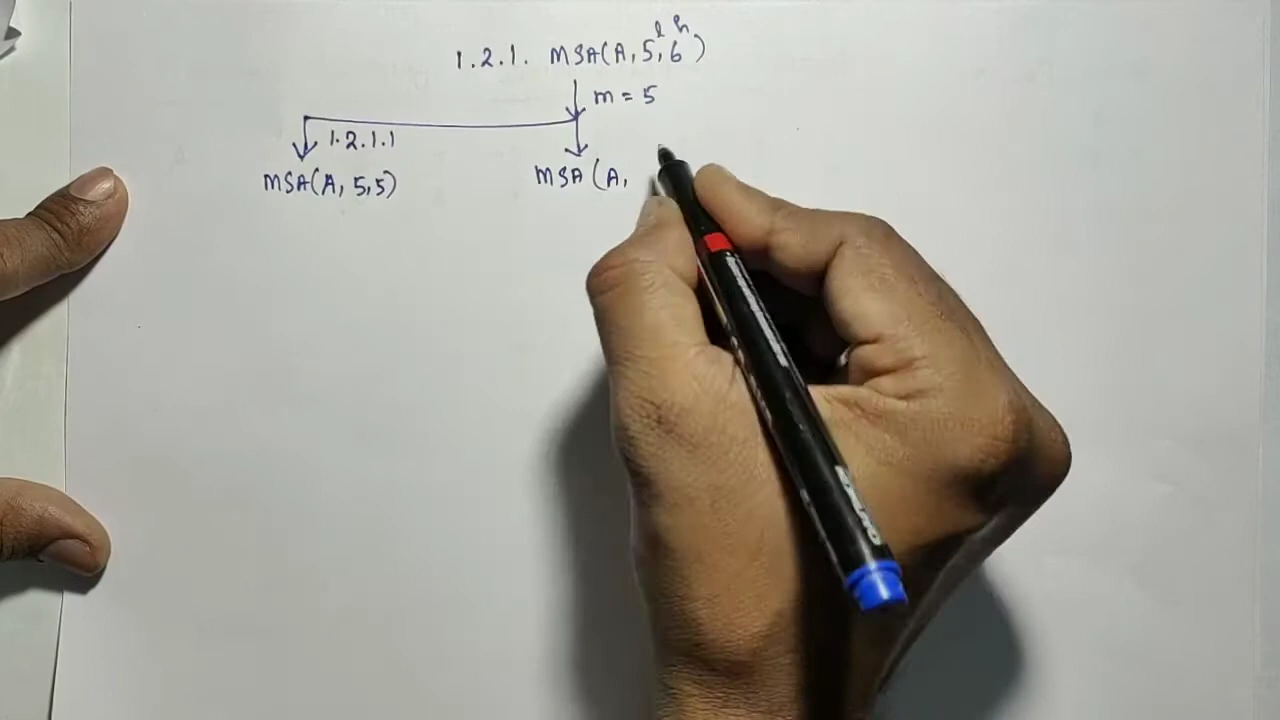 l h
1.2.1. MSA(A,5,6)
m = 5
1.2.1.1
MSA(A, 5,5) MSA(A,